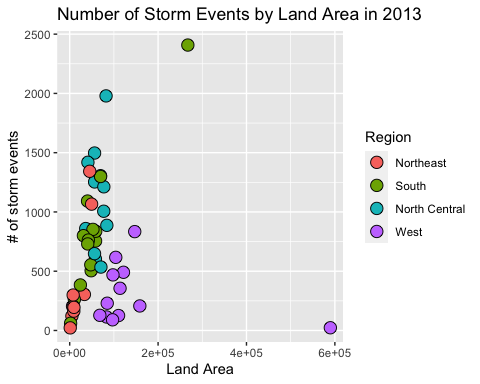 Number of Storm Events by Land Area in 2013
# of storm events
2500
2000
1500
1000
500
0
0e+00 2e+05 4e+05 6e+05
Land Area
Region
Northeast
South
North Central
West